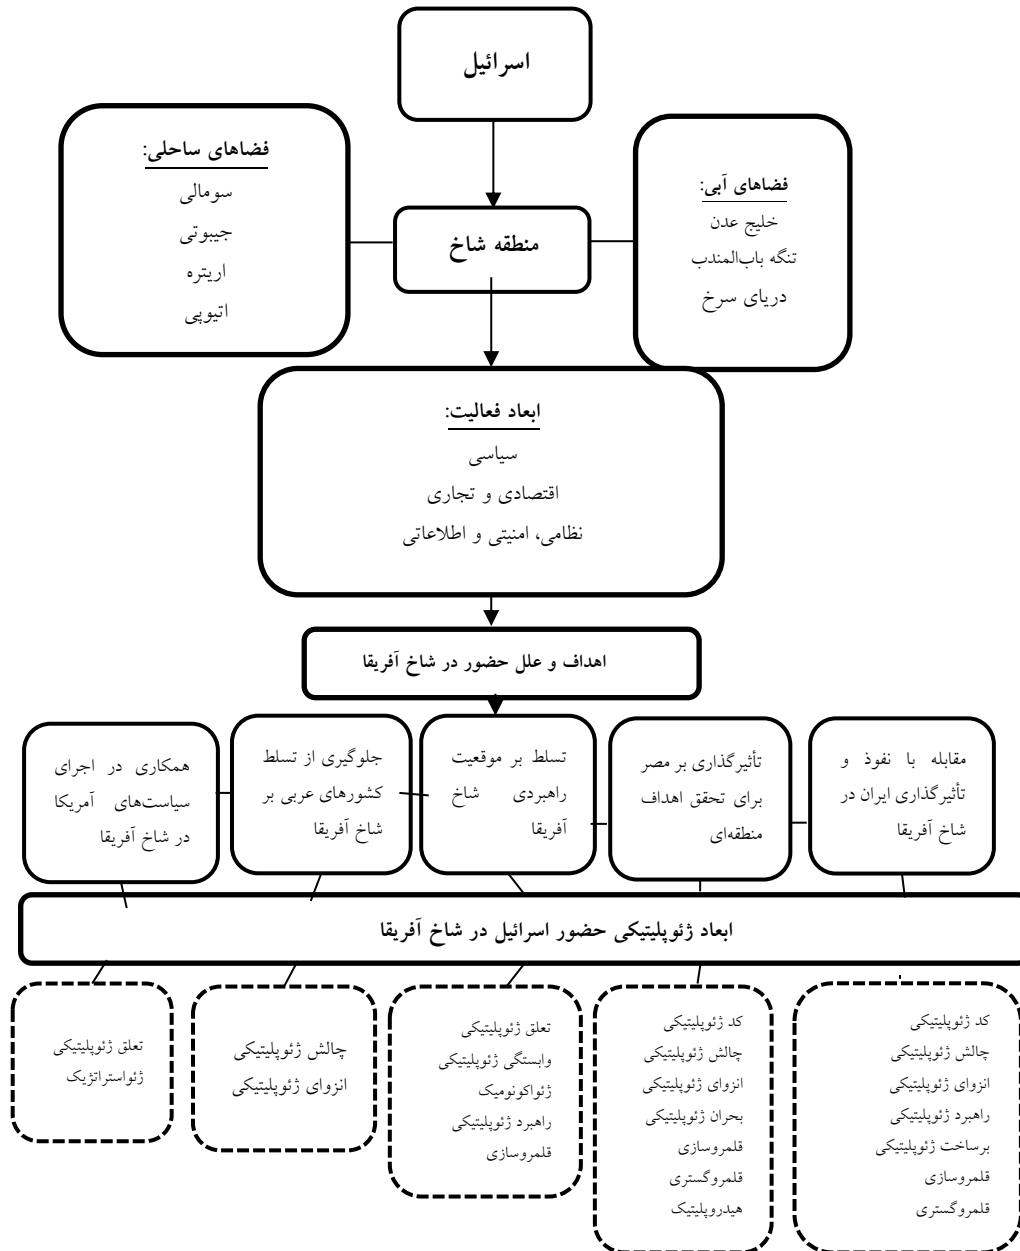 اسرائیل
فضاهای آبی:
خلیج عدن
تنگه باب‌المندب
دریای سرخ
منطقه شاخ
فضاهای ساحلی:
سومالی
جیبوتی
اریتره
اتیوپی
ابعاد فعالیت:
سیاسی
اقتصادی و تجاری
نظامی، امنیتی و اطلاعاتی
اهداف و علل حضور در شاخ آفریقا
مقابله با نفوذ و
تأثیرگذاری ایران در
شاخ آفریقا
تأثیرگذاری بر مصر
برای تحقق اهداف
منطقه‌ای
تسلط بر موقعیت
راهبردی شاخ
آفریقا
جلوگیری از تسلط
کشورهای عربی بر
شاخ آفریقا
همکاری در اجرای
سیاست‌های آمریکا
در شاخ آفریقا
ابعاد ژئوپلیتیکی حضور اسرائیل در شاخ آفریقا
کد ژئوپلیتیکی
چالش ژئوپلیتیکی
انزوای ژئوپلیتیکی
راهبرد ژئوپلیتیکی
برساخت ژئوپلیتیکی
قلمروسازی
قلمروگستری
کد ژئوپلیتیکی
چالش ژئوپلیتیکی
انزوای ژئوپلیتیکی
بحران ژئوپلیتیکی
قلمروسازی
قلمروگستری
هیدروپلیتیک
تعلق ژئوپلیتیکی
وابستگی ژئوپلیتیکی
ژئواکونومیک
راهبرد ژئوپلیتیکی
قلمروسازی
چالش ژئوپلیتیکی
انزوای ژئوپلیتیکی
تعلق ژئوپلیتیکی
ژئواستراتژیک